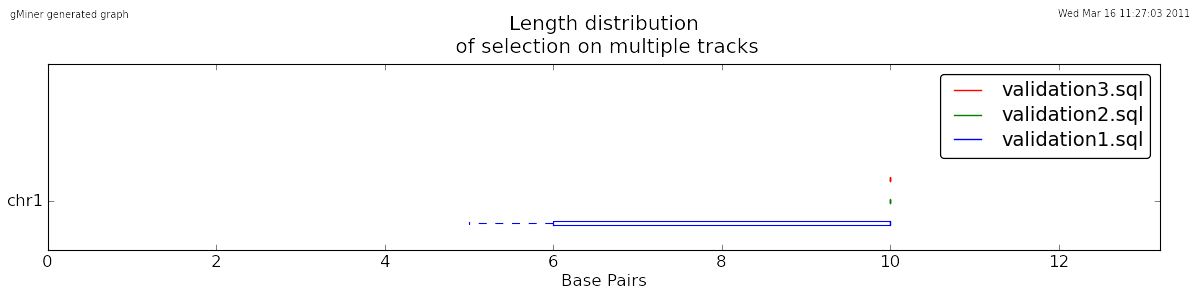 gMiner generated graph
Wed Mar 16 11:27:03 2011
Length distribution
of selection on multiple tracks
validation3.sql
validation2.sql
validation1.sql
chr1
0 2 4 6 8 10 12
Base Pairs